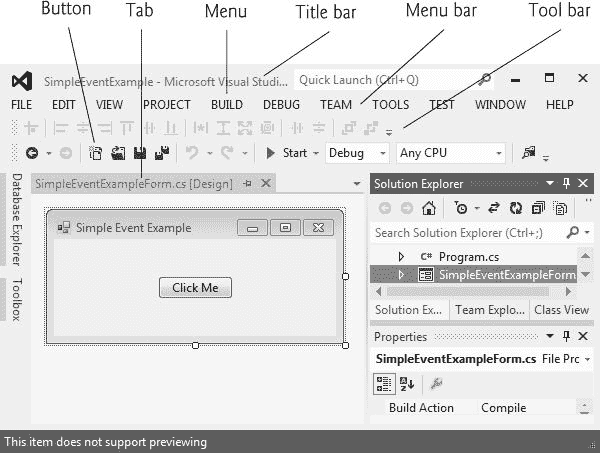 Button Tab Menu Title bar Menu bar Tool bar
SimpleEventExample - Microsoft Visual Studi... Quick Launch (Ctrl+Q)
FILE EDIT VIEW PROJECT BUILD DEBUG TEAM TOOLS TEST WINDOW HELP
Start Debug Any CPU
Database Explorer
Toolbox
SimpleEventExampleForm.cs [Design]
Simple Event Example
Click Me
Solution Explorer
Search Solution Explorer (Ctrl+;)
C# Program.cs
SimpleEventExampleForm
Solution Ex... Team Explo... Class View
Properties
SimpleEventExampleForm.cs File Prc
Build Action Compile
This item does not support previewing